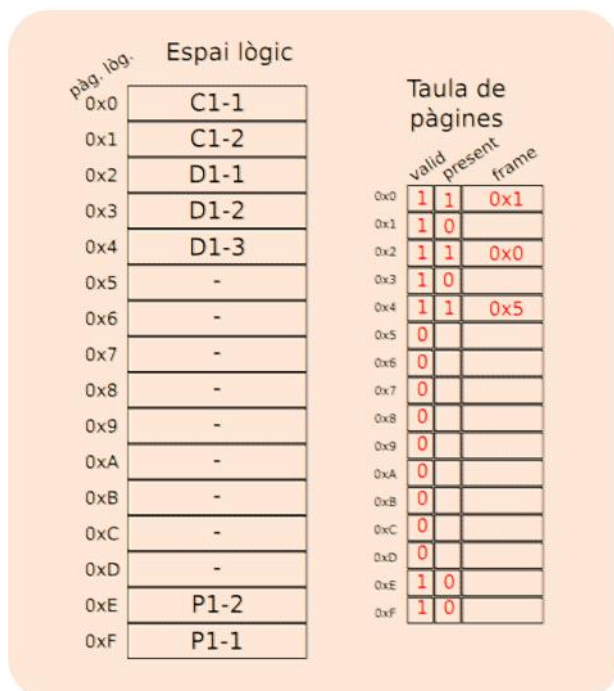 Espai lògic
pàg. lòg.
0x0 C1-1
0x1 C1-2
0x2 D1-1
0x3 D1-2
0x4 D1-3
0x5 -
0x6 -
0x7 -
0x8 -
0x9 -
0xA -
0xB -
0xC -
0xD -
0xE P1-2
0xF P1-1
Taula de
pàgines
valid present frame
0x0 1 1 0x1
0x1 1 0
0x2 1 1 0x0
0x3 1 0
0x4 1 1 0x5
0x5 0
0x6 0
0x7 0
0x8 0
0x9 0
0xA 0
0xB 0
0xC 0
0xD 0
0xE 1 0
0xF 1 0